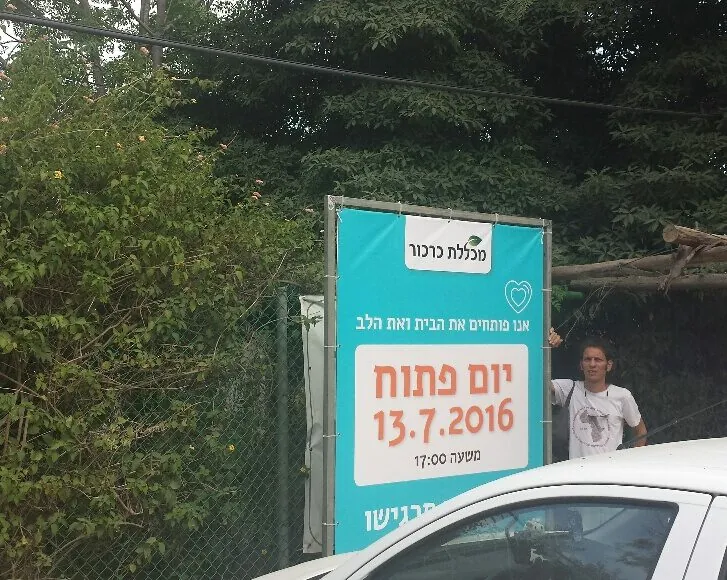 מכללת כרכור
אנו פותחים את הבית ואת הלב
יום פתוח
13.7.2016
משעה 17:00